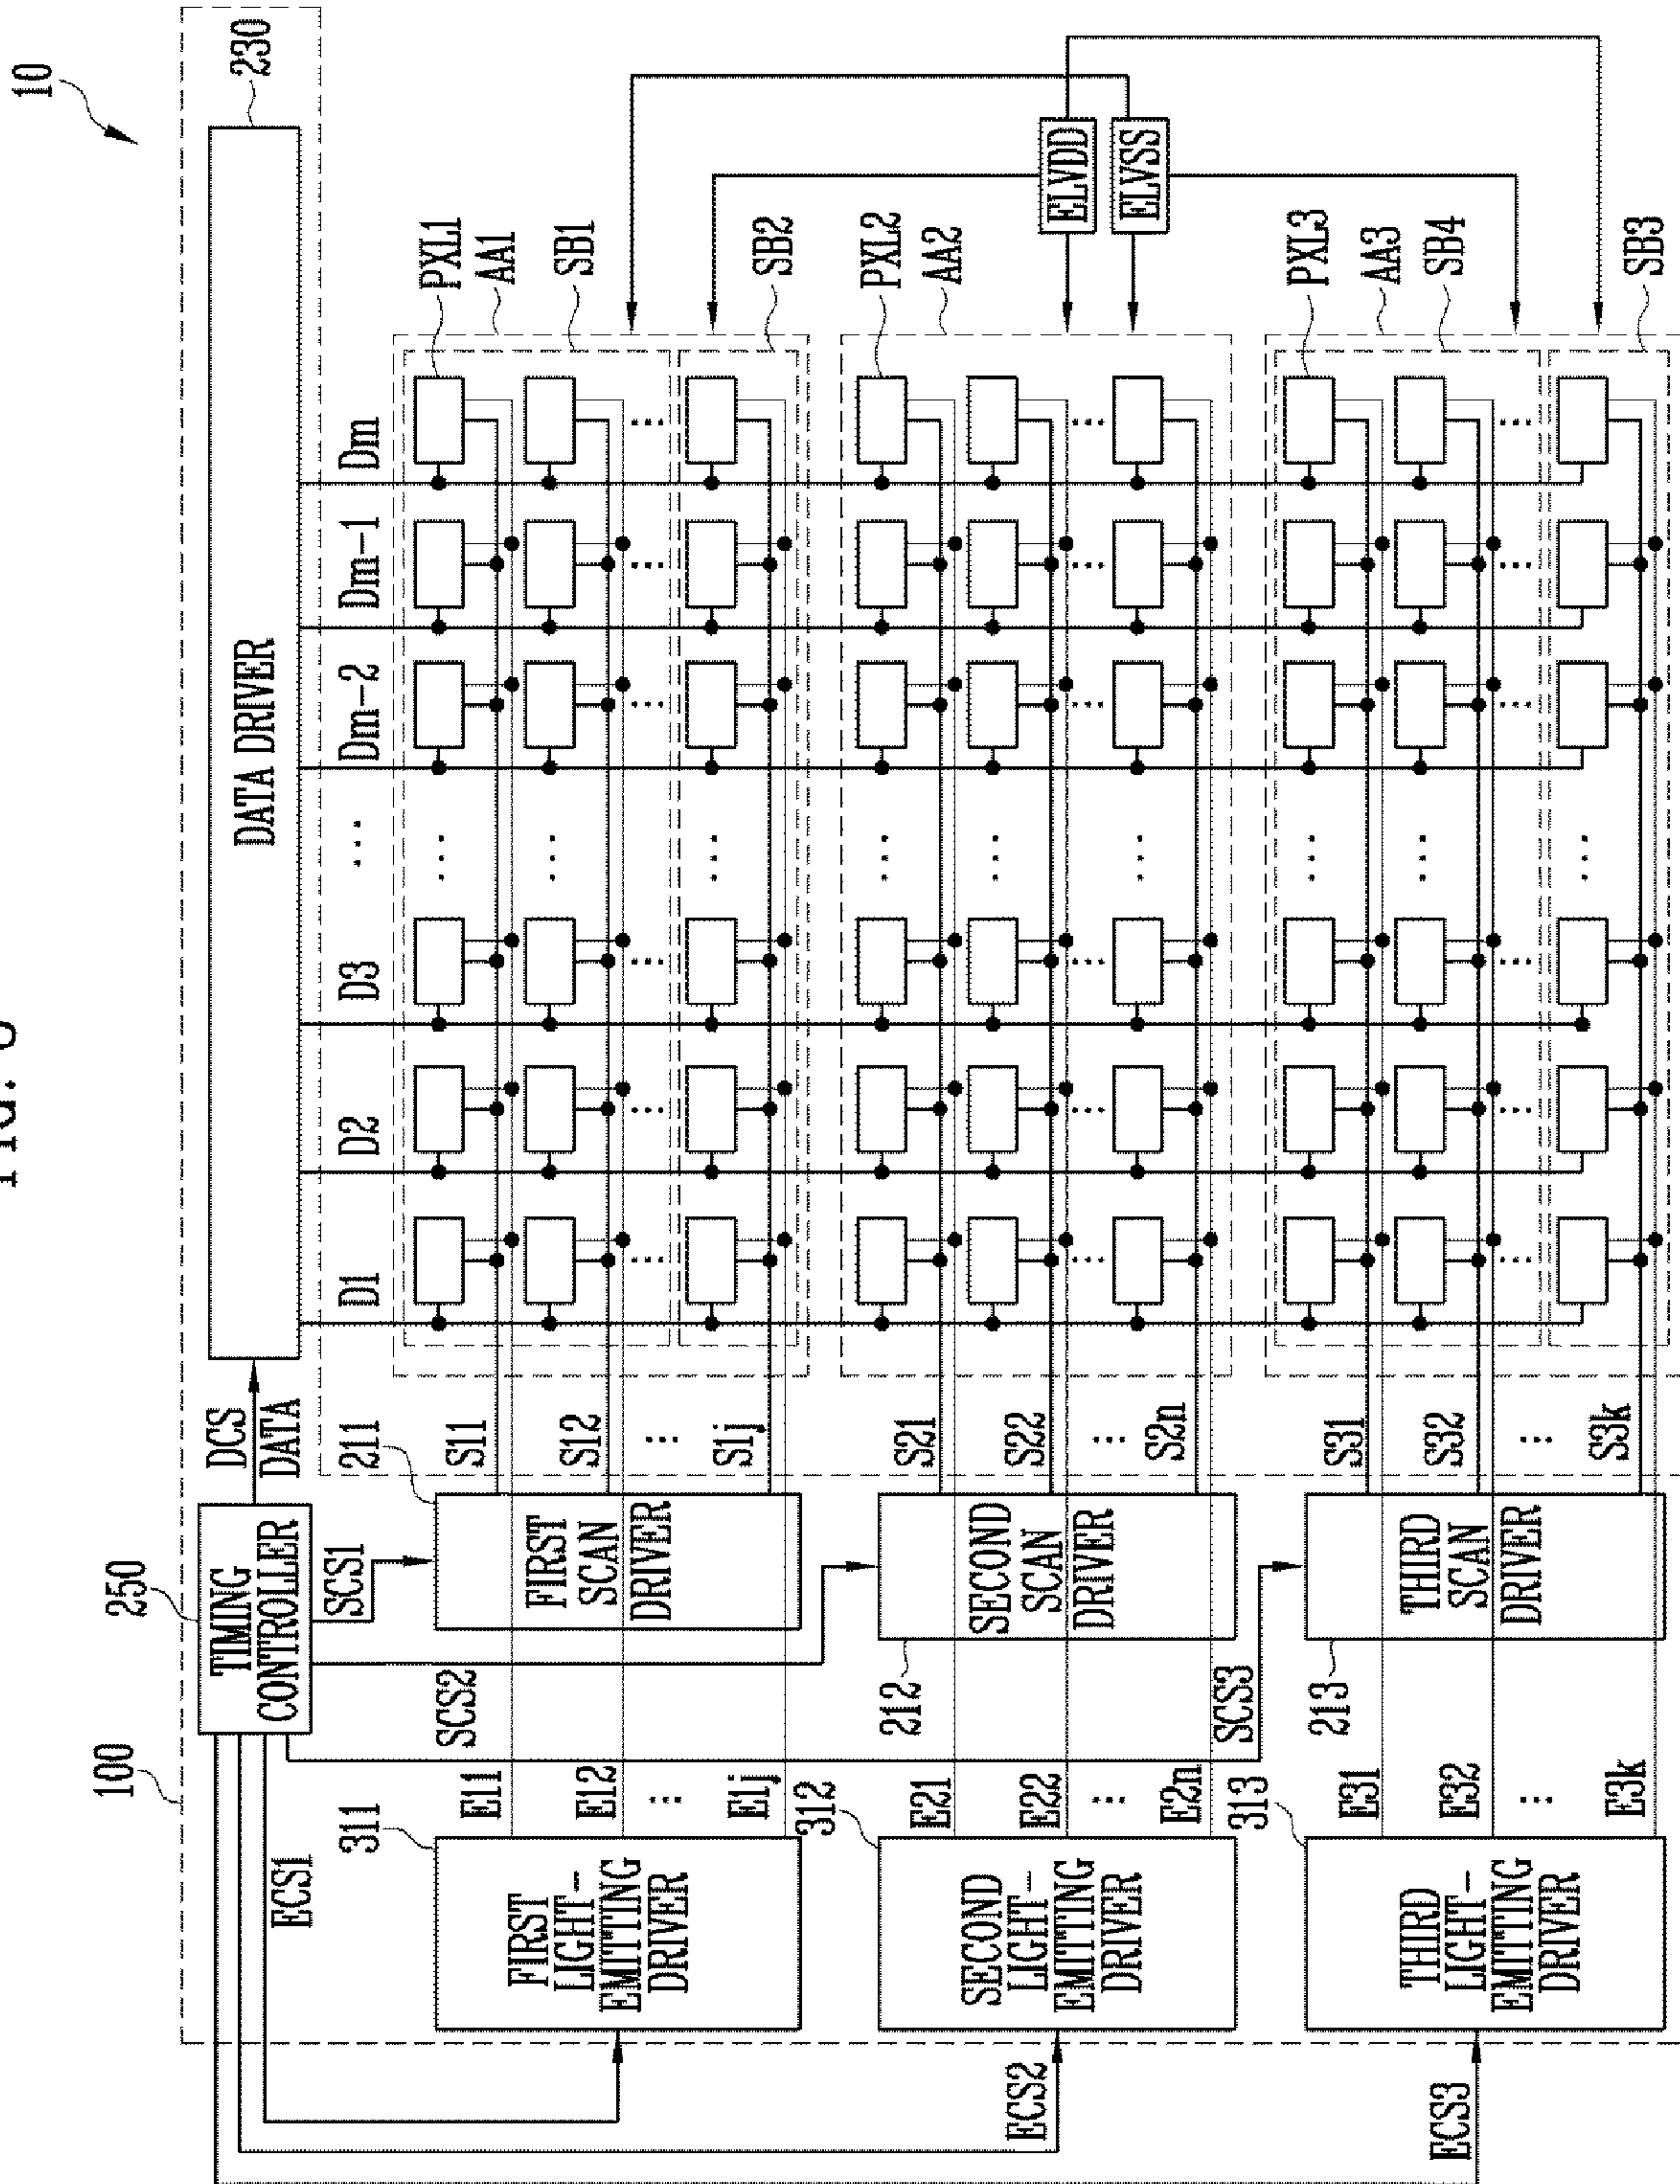 10
230
DATA DRIVER
250
TIMING
CONTROLLER
DCS
DATA
100
D1
D2
D3
...
Dm-2
Dm-1
Dm
SCS1
SCS2
SCS3
ECS1
ECS2
ECS3
311
FIRST
LIGHT-
EMITTING
DRIVER
E11
E12
...
E1j
211
FIRST
SCAN
DRIVER
S11
S12
...
S1j
PXL1
AA1
SB1
SB2
312
SECOND
LIGHT-
EMITTING
DRIVER
E21
E22
...
E2n
212
SECOND
SCAN
DRIVER
S21
S22
...
S2n
PXL2
AA2
ELVDD
ELVSS
313
THIRD
LIGHT-
EMITTING
DRIVER
E31
E32
...
E3k
213
THIRD
SCAN
DRIVER
S31
S32
...
S3k
PXL3
AA3
SB4
SB3